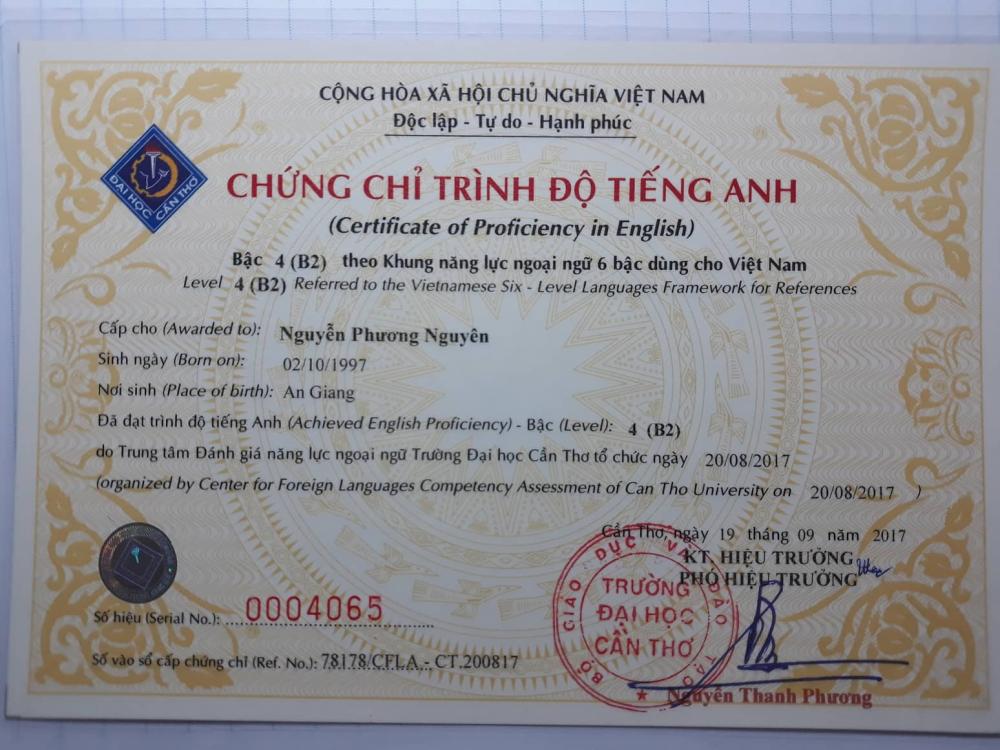 CỘNG HÒA XÃ HỘI CHỦ NGHĨA VIỆT NAM
Độc lập - Tự do - Hạnh phúc
ĐẠI HỌC CẦN THƠ
CHỨNG CHỈ TRÌNH ĐỘ TIẾNG ANH
(Certificate of Proficiency in English)
Bậc 4 (B2) theo Khung năng lực ngoại ngữ 6 bậc dùng cho Việt Nam
Level 4 (B2) Referred to the Vietnamese Six - Level Languages Framework for References
Cấp cho (Awarded to): Nguyễn Phương Nguyên
Sinh ngày (Born on): 02/10/1997
Nơi sinh (Place of birth): An Giang
Đã đạt trình độ tiếng Anh (Achieved English Proficiency) - Bậc (Level): 4 (B2)
do Trung tâm Đánh giá năng lực ngoại ngữ Trường Đại học Cần Thơ tổ chức ngày 20/08/2017
(organized by Center for Foreign Languages Competency Assessment of Can Tho University on 20/08/2017 )
Cần Thơ, ngày 19 tháng 09 năm 2017
KT. HIỆU TRƯỞNG
PHÓ HIỆU TRƯỞNG
BỘ GIÁO DỤC VÀ ĐÀO TẠO
TRƯỜNG
ĐẠI HỌC
CẦN THƠ
Số hiệu (Serial No.): 0004065
Số vào sổ cấp chứng chỉ (Ref. No.): 78178/CFLA - CT.200817
Nguyễn Thanh Phương